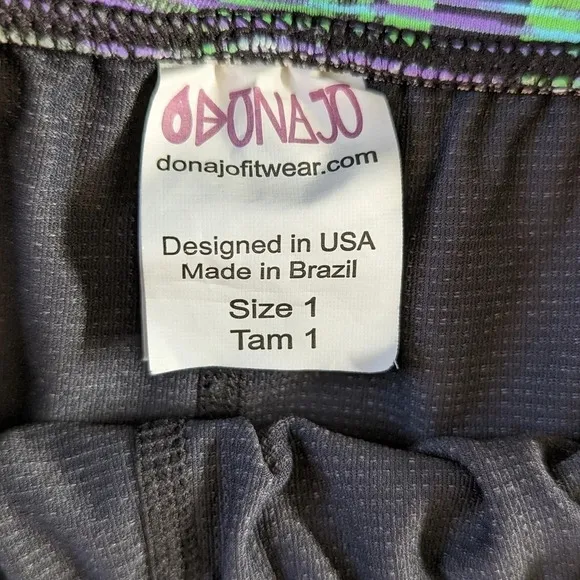 DONAJO
donajofitwear.com
Designed in USA
Made in Brazil
Size 1
Tam 1